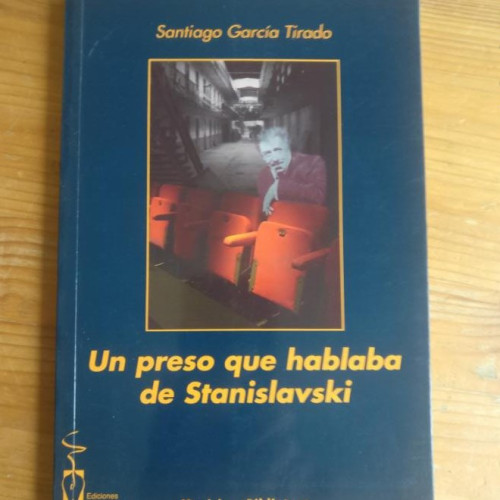 Santiago García Tirado
Un preso que hablaba
de Stanislavski
Ediciones